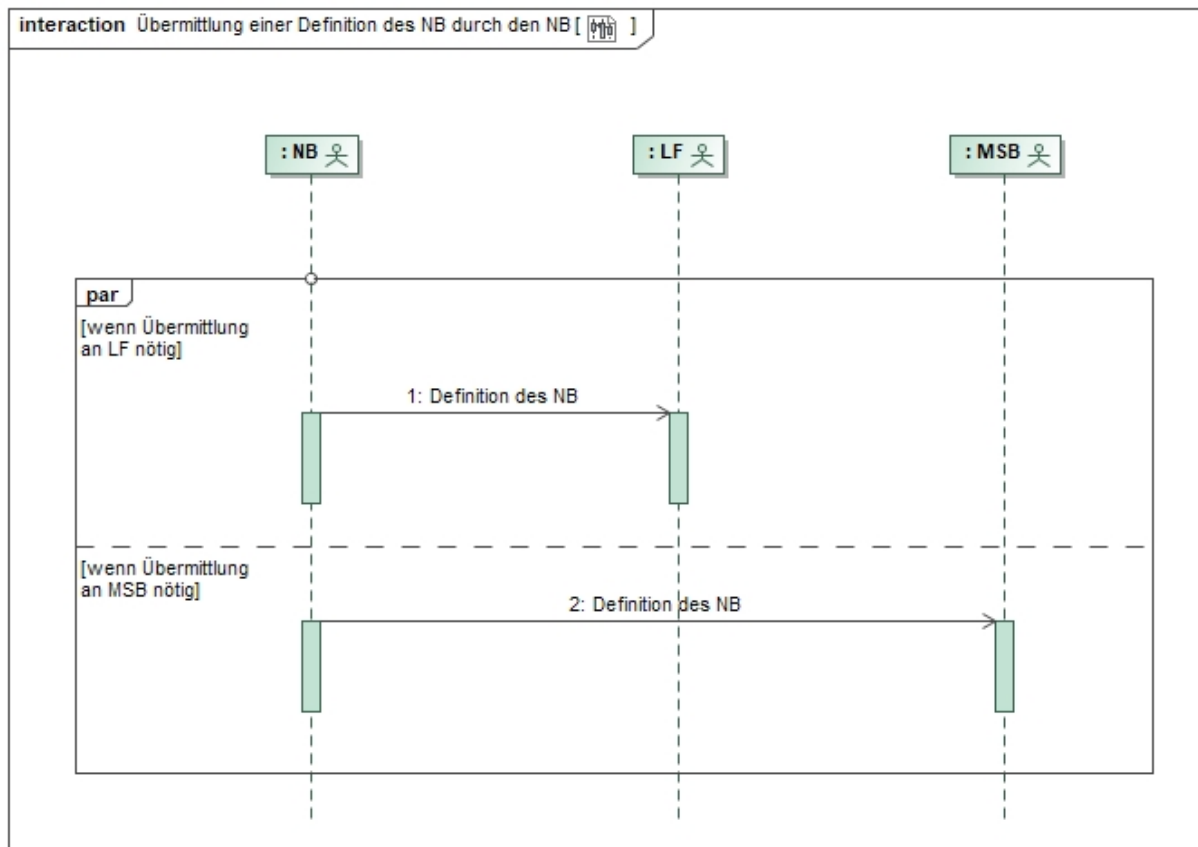 interaction Übermittlung einer Definition des NB durch den NB [ ]
: NB
: LF
: MSB
par
[wenn Übermittlung
an LF nötig]
1: Definition des NB
[wenn Übermittlung
an MSB nötig]
2: Definition des NB